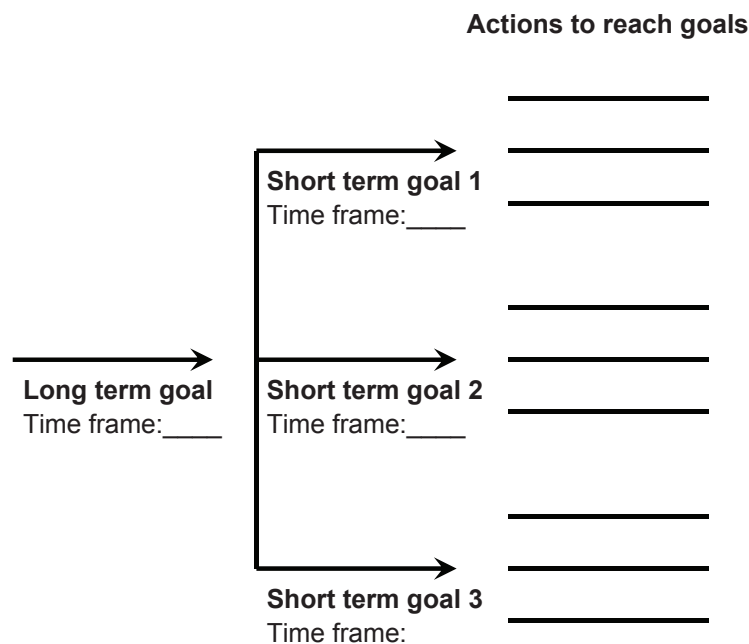 Actions to reach goals
Short term goal 1
Time frame:____
Long term goal
Time frame:____
Short term goal 2
Time frame:____
Short term goal 3
Time frame: